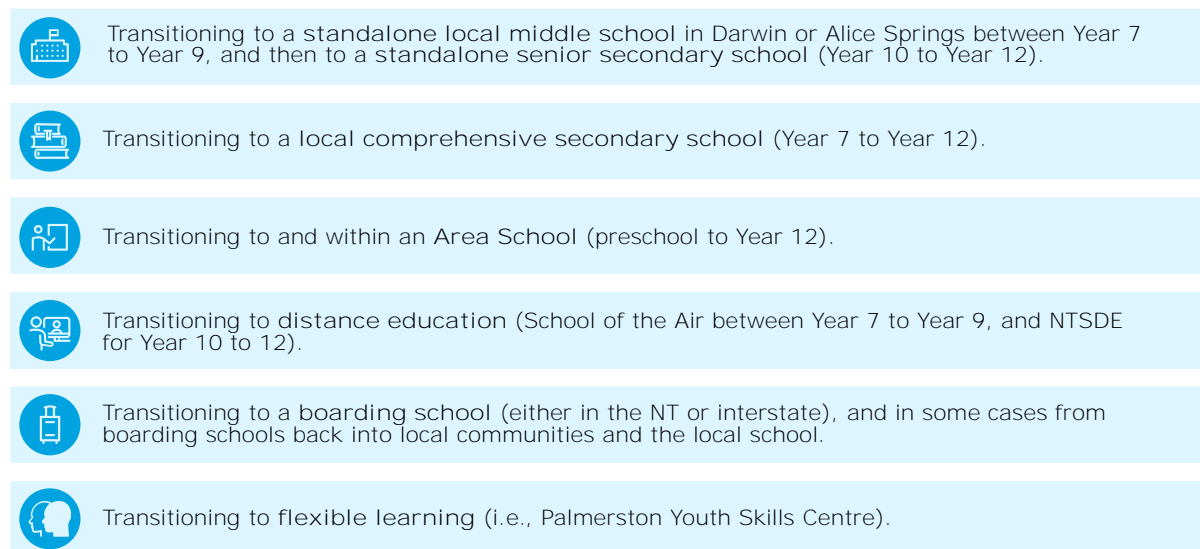 Transitioning to a standalone local middle school in Darwin or Alice Springs between Year 7
to Year 9, and then to a standalone senior secondary school (Year 10 to Year 12).
Transitioning to a local comprehensive secondary school (Year 7 to Year 12).
Transitioning to and within an Area School (preschool to Year 12).
Transitioning to distance education (School of the Air between Year 7 to Year 9, and NTSDE
for Year 10 to 12).
Transitioning to a boarding school (either in the NT or interstate), and in some cases from
boarding schools back into local communities and the local school.
Transitioning to flexible learning (i.e., Palmerston Youth Skills Centre).